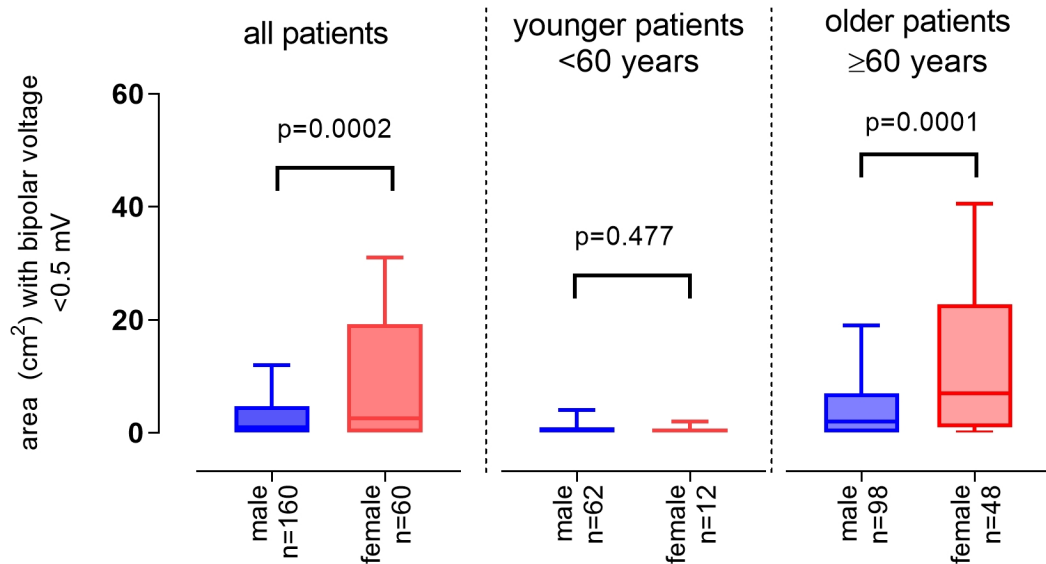 all patients
younger patients
<60 years
older patients
≥60 years
area (cm²) with bipolar voltage
<0.5 mV
60
40
20
0
p=0.0002
p=0.477
p=0.0001
male
n=160
female
n=60
male
n=62
female
n=12
male
n=98
female
n=48